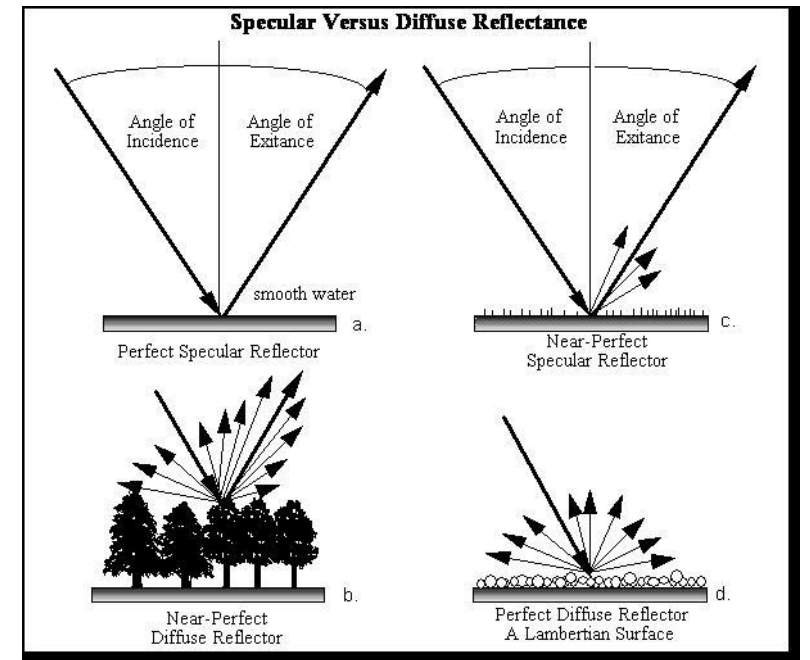 Specular Versus Diffuse Reflectance
Angle of
Incidence
Angle of
Exitance
smooth water
a.
Perfect Specular Reflector
Angle of
Incidence
Angle of
Exitance
c.
Near-Perfect
Specular Reflector
b.
Near-Perfect
Diffuse Reflector
d.
Perfect Diffuse Reflector
A Lambertian Surface